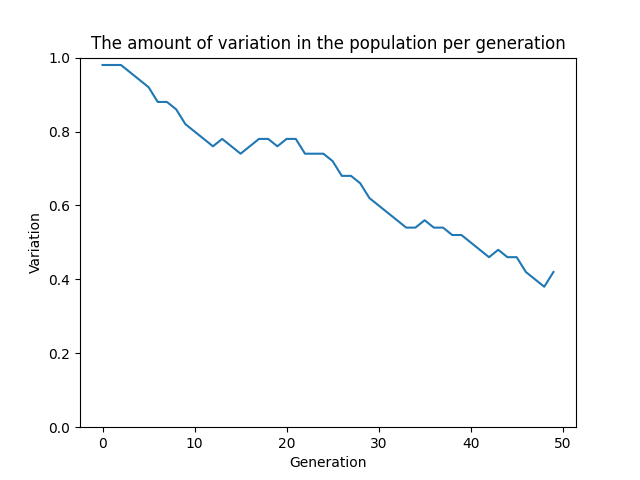 The amount of variation in the population per generation
1.0
0.8
0.6
0.4
0.2
0.0
Variation
0 10 20 30 40 50
Generation